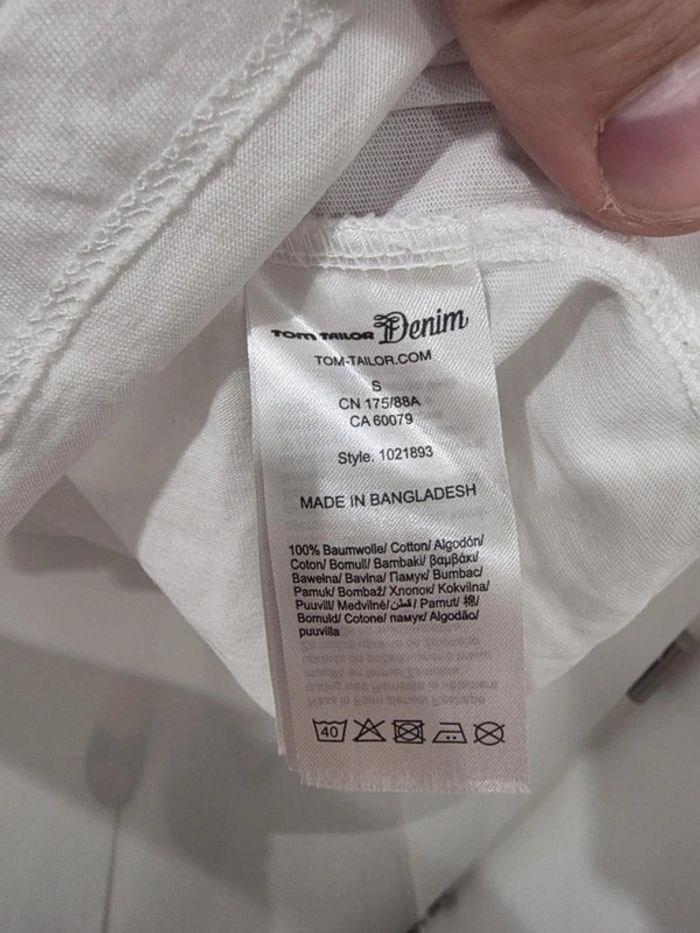 TOM TAILOR Denim
TOM-TAILOR.COM
S
CN 175/88A
CA 60079
Style. 1021893
MADE IN BANGLADESH
100% Baumwolle/ Cotton/ Algodón/
Coton/ Bomull/ Bambaki/ βαμβάκι/
Bawełna/ Bavlna/ Памук/ Bumbac/
Pamuk/ Bombaž/ Хлопок/ Kokvilna/
Puuvill/ Medvilnė/ قطن/ Pamut/ 棉/
Bomuld/ Cotone/ памук/ Algodão/
puuvilla
40